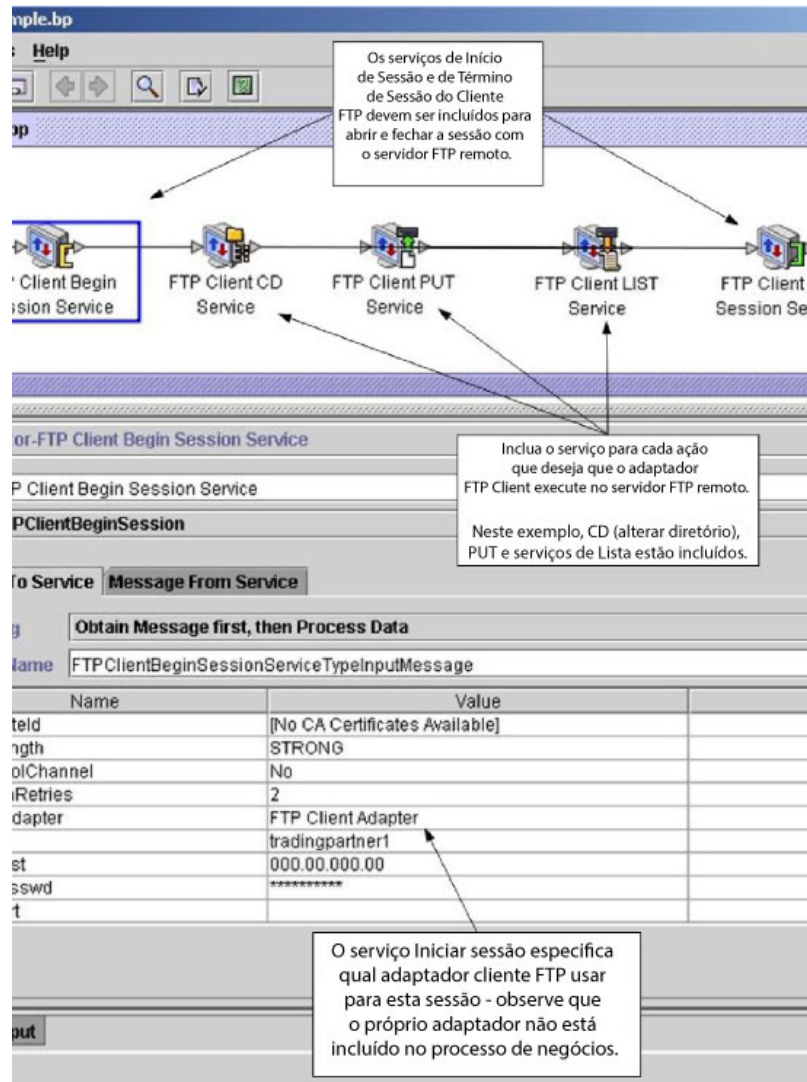 mple.bp
Help
Os serviços de Início
de Sessão e de Término
de Sessão do Cliente
FTP devem ser incluídos para
abrir e fechar a sessão com
o servidor FTP remoto.
op
Client Begin
ssion Service
FTP Client CD
Service
FTP Client PUT
Service
FTP Client LIST
Service
FTP Client
Session Se
or-FTP Client Begin Session Service
P Client Begin Session Service
PClientBeginSession
Inclua o serviço para cada ação
que deseja que o adaptador
FTP Client execute no servidor FTP remoto.
Neste exemplo, CD (alterar diretório),
PUT e serviços de Lista estão incluídos.
To Service Message From Service
g Obtain Message first, then Process Data
Name FTPClientBeginSessionServiceTypeInputMessage
Name Value
teId [No CA Certificates Available]
ngth STRONG
olChannel No
nRetries 2
dapter FTP Client Adapter
tradingpartner1
st 000.00.000.00
sswd **********
rt
O serviço Iniciar sessão especifica
qual adaptador cliente FTP usar
para esta sessão - observe que
o próprio adaptador não está
incluído no processo de negócios.
put